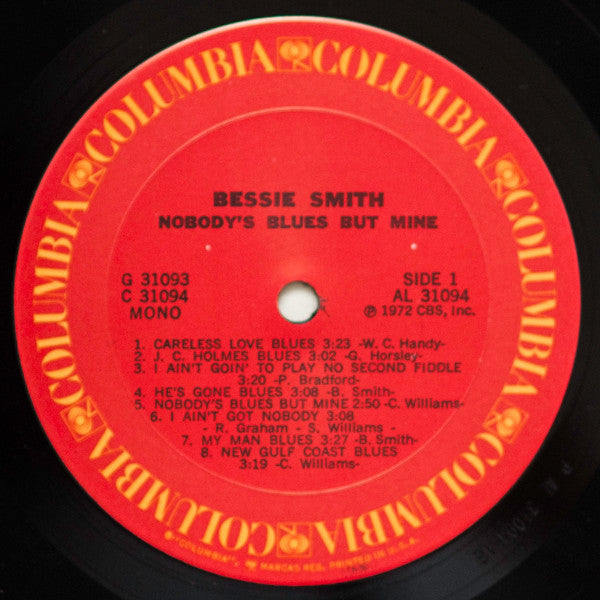 COLUMBIA COLUMBIA COLUMBIA COLUMBIA COLUMBIA COLUMBIA
BESSIE SMITH
NOBODY'S BLUES BUT MINE
G 31093
C 31094
MONO
SIDE 1
AL 31094
℗ 1972 CBS, Inc.
1. CARELESS LOVE BLUES 3:23 -W. C. Handy-
2. J. C. HOLMES BLUES 3:02 -G. Horsley-
3. I AIN'T GOIN' TO PLAY NO SECOND FIDDLE
3:20 -P. Bradford-
4. HE'S GONE BLUES 3:08 -B. Smith-
5. NOBODY'S BLUES BUT MINE 2:50 -C. Williams-
6. I AIN'T GOT NOBODY 3:08
- R. Graham - S. Williams-
7. MY MAN BLUES 3:27 -B. Smith-
8. NEW GULF COAST BLUES
3:19 -C. Williams-
"COLUMBIA", MARCAS REG. PRINTED IN U.S.A.